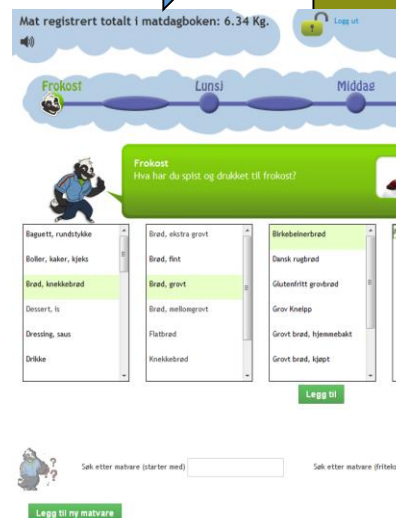 Mat registrert totalt i matdagboken: 6.34 Kg.
Logg ut
Frokost
Lunsj
Middag
Frokost
Hva har du spist og drukket til frokost?
Baguett, rundstykke
Boller, kaker, kjeks
Brød, knekkebrød
Dessert, is
Dressing, saus
Drikke
Brød, ekstra grovt
Brød, fint
Brød, grovt
Brød, mellomgrovt
Flatbrød
Knekkebrød
Birkebeinerbrød
Dansk rugbrød
Glutenfritt grovbrød
Grov Kneipp
Grovt brød, hjemmebakt
Grovt brød, kjøpt
Legg til
Søk etter matvare (starter med)
Søk etter matvare (friteks
Legg til ny matvare